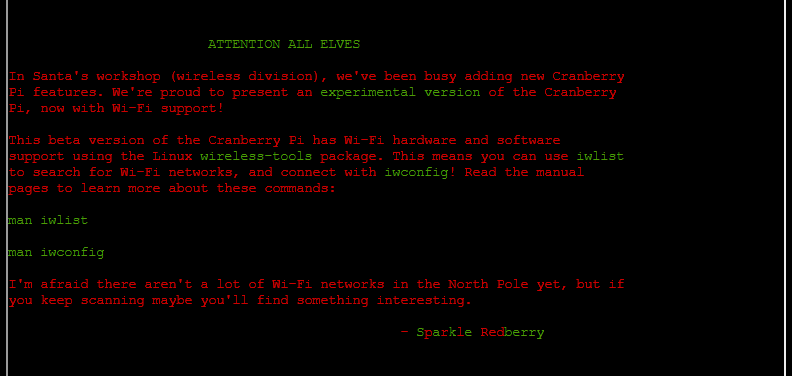 ATTENTION ALL ELVES
In Santa's workshop (wireless division), we've been busy adding new Cranberry
Pi features. We're proud to present an experimental version of the Cranberry
Pi, now with Wi-Fi support!
This beta version of the Cranberry Pi has Wi-Fi hardware and software
support using the Linux wireless-tools package. This means you can use iwlist
to search for Wi-Fi networks, and connect with iwconfig! Read the manual
pages to learn more about these commands:
man iwlist
man iwconfig
I'm afraid there aren't a lot of Wi-Fi networks in the North Pole yet, but if
you keep scanning maybe you'll find something interesting.
- Sparkle Redberry